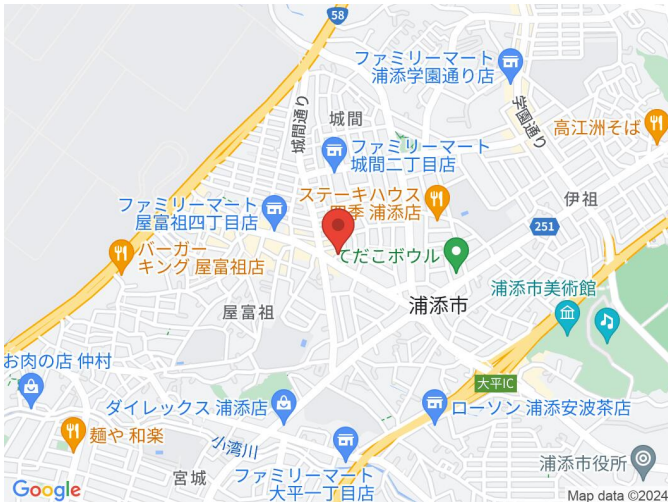 58
ファミリーマート
浦添学園通り店
城間通り
城間
学園通り
高江洲そば
ファミリーマート
城間二丁目店
ステーキハウス
四季 浦添店
伊祖
ファミリーマート
屋富祖四丁目店
251
バーガー
キング 屋富祖店
てだこボウル
浦添市美術館
屋富祖
浦添市
お肉の店 仲村
大平IC
ダイレックス 浦添店
ローソン 浦添安波茶店
麺や 和楽
小湾川
宮城
ファミリーマート
大平一丁目店
浦添市役所
Google
Map data ©2024